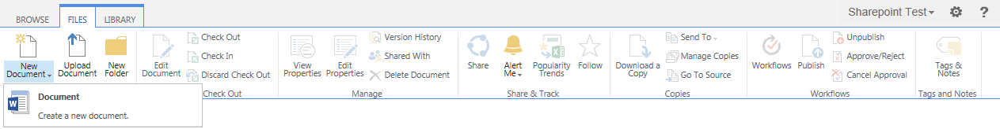 BROWSE FILES LIBRARY
Sharepoint Test ?
New Document
Upload Document
New Folder
Edit Document
Check Out
Check In
Discard Check Out
Check Out
View Properties
Edit Properties
Version History
Shared With
Delete Document
Manage
Share
Alert Me
Popularity Trends
Follow
Share & Track
Download a Copy
Send To
Manage Copies
Go To Source
Copies
Workflows
Publish
Unpublish
Approve/Reject
Cancel Approval
Workflows
Tags & Notes
Tags and Notes
Document
Create a new document.